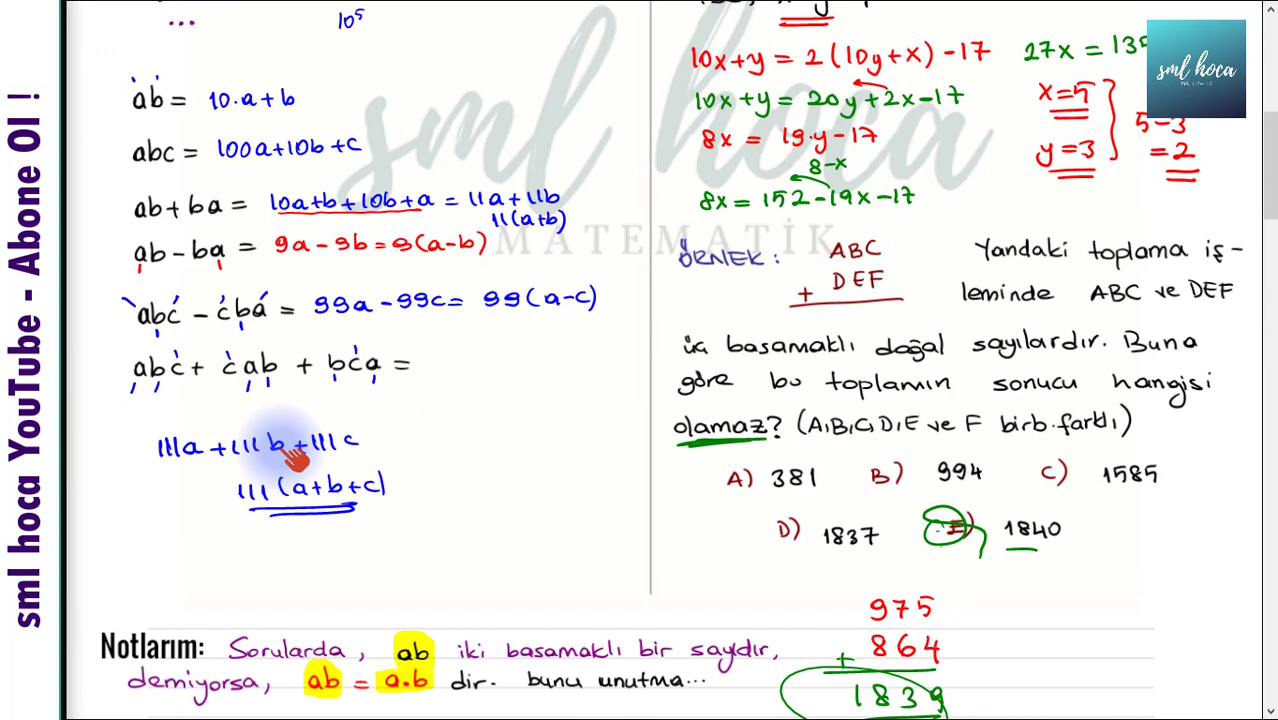 sml hoca YouTube - Abone Ol !
...
10⁵
ab = 10.a+b
abc = 100a+10b+c
ab+ba = 10a+b+10b+a = 11a+11b
11(a+b)
ab-ba = 9a-9b=9(a-b)
abc - cba = 99a-99c= 99(a-c)
abc+ cab + bca =
111a+111b+111c
111(a+b+c)
10x+y = 2(10y+x)-17
10x+y = 20y+2x-17
8x = 19.y-17
8-x
8x = 152-19x-17
27x = 135
x=5
y=3
5-3
=2
sml hoca
MATEMATİK
sml hoca
ÖRNEK:
ABC
DEF
+
Yandaki toplama iş-
leminde ABC ve DEF
üç basamaklı doğal sayılardır. Buna
göre bu toplamın sonucu hangisi
olamaz? (A,B,C,D,E ve F birb.farklı)
A) 381 B) 994 C) 1585
D) 1837 E) 1840
975
+ 864
1839
Notlarım: Sorularda, ab iki basamaklı bir sayıdır,
demiyorsa, ab = a.b dir. bunu unutma...